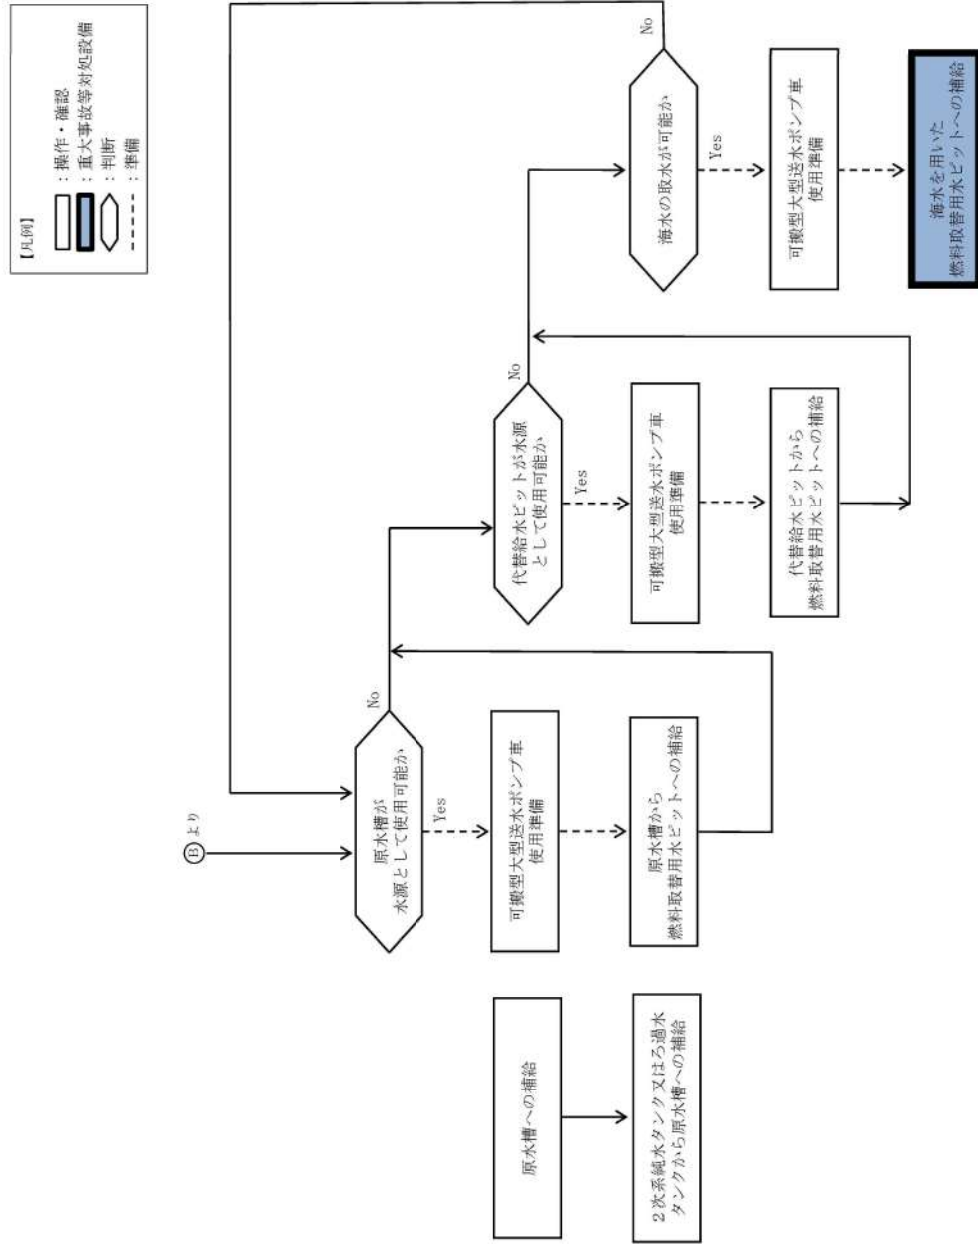 【凡例】
：操作・確認
：重大事故等対処設備
：判断
：準備
Ⓑより
原水槽が
水源として使用可能か
No
Yes
可搬型大型送水ポンプ車
使用準備
原水槽から
燃料取替用水ピットへの補給
代替給水ピットが水源
として使用可能か
No
Yes
可搬型大型送水ポンプ車
使用準備
代替給水ピットから
燃料取替用水ピットへの補給
海水の取水が可能か
No
Yes
可搬型大型送水ポンプ車
使用準備
海水を用いた
燃料取替用水ピットへの補給
原水槽への補給
2次系純水タンク又はろ過水
タンクから原水槽への補給